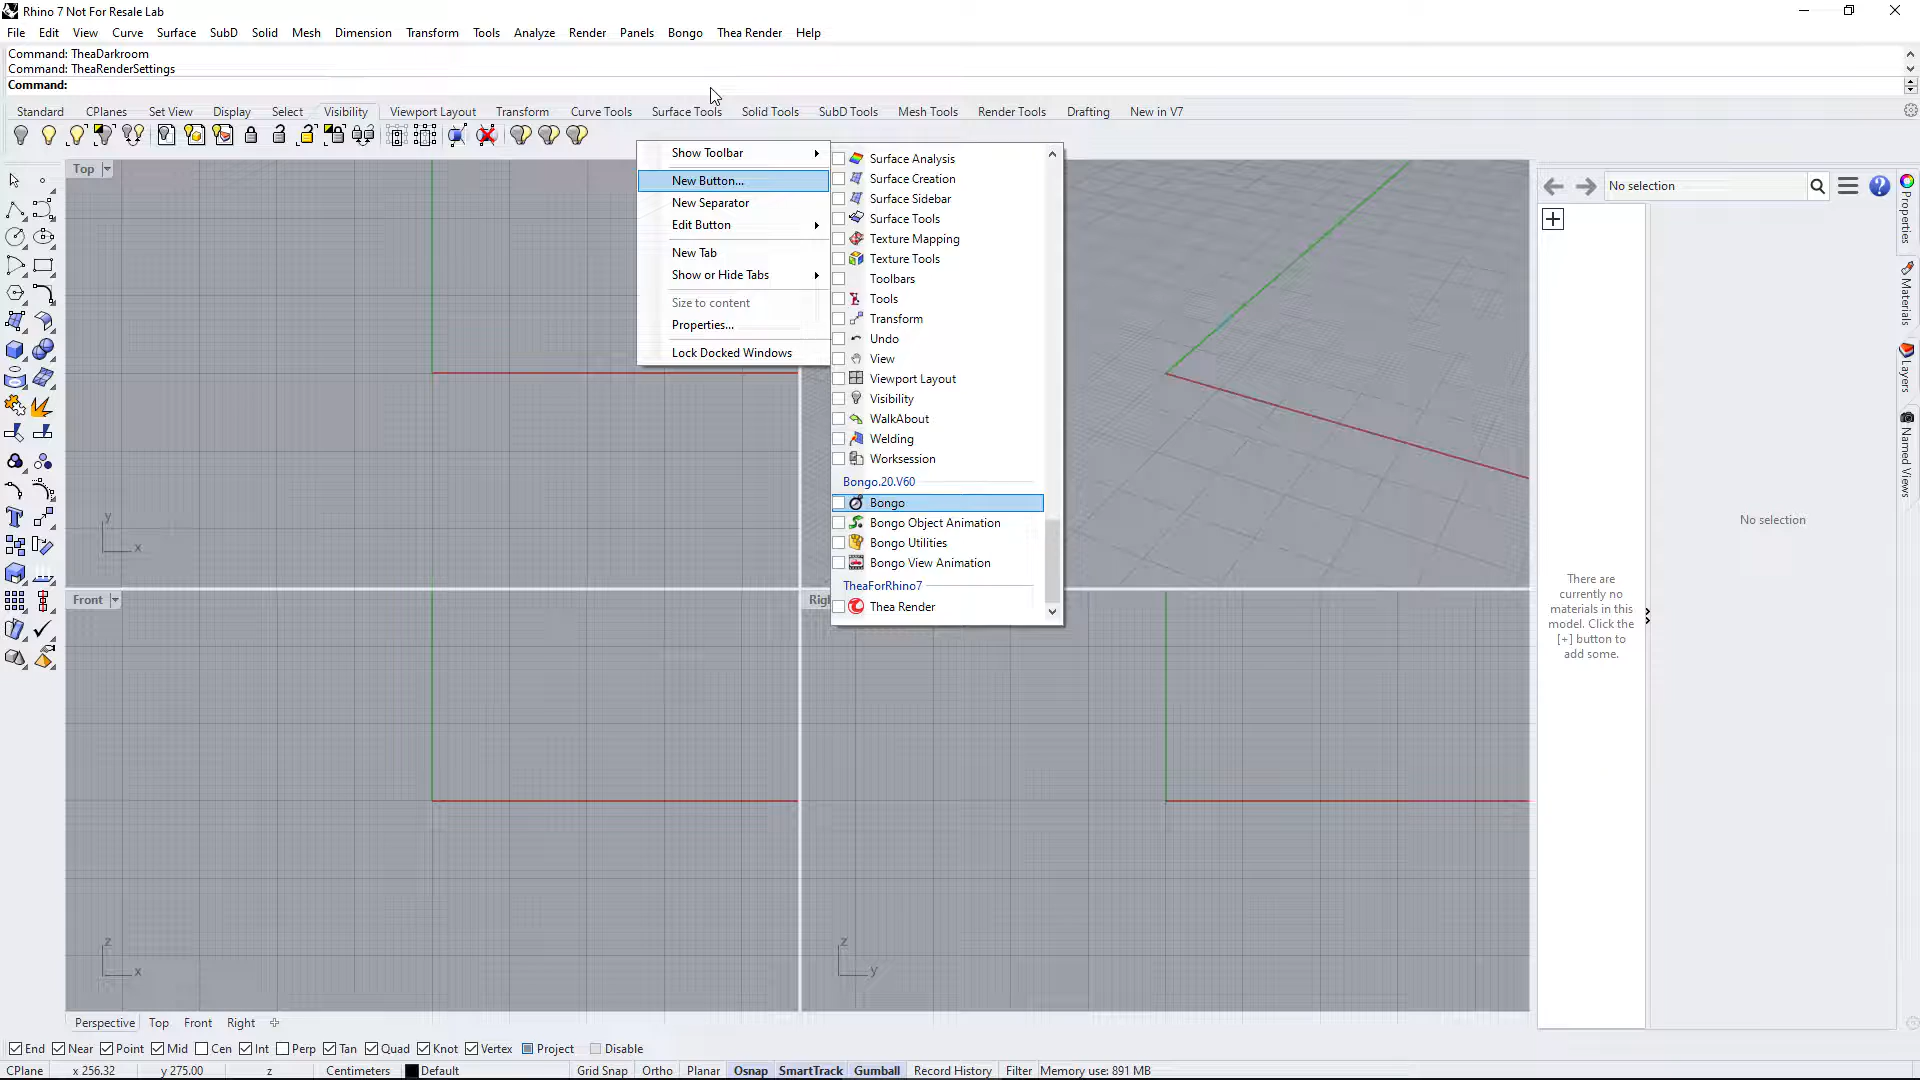 Rhino 7 Not For Resale Lab
File Edit View Curve Surface SubD Solid Mesh Dimension Transform Tools Analyze Render Panels Bongo Thea Render Help
Command: TheaDarkroom
Command: TheaRenderSettings
Command:
Standard CPlanes Set View Display Select Visibility Viewport Layout Transform Curve Tools Surface Tools Solid Tools SubD Tools Mesh Tools Render Tools Drafting New in V7
Top
Show Toolbar
New Button...
New Separator
Edit Button
New Tab
Show or Hide Tabs
Size to content
Properties...
Lock Docked Windows
Surface Analysis
Surface Creation
Surface Sidebar
Surface Tools
Texture Mapping
Texture Tools
Toolbars
Tools
Transform
Undo
View
Viewport Layout
Visibility
WalkAbout
Welding
Worksession
Bongo.20.V60
Bongo
Bongo Object Animation
Bongo Utilities
Bongo View Animation
TheaForRhino7
Thea Render
No selection
?
Properties
Materials
Layers
Named Views
No selection
There are
currently no
materials in this
model. Click the
[+] button to
add some.
y
x
Front
Righ
z
x
z
y
Perspective Top Front Right
End Near Point Mid Cen Int Perp Tan Quad Knot Vertex Project Disable
CPlane x 256.32 y 275.00 z Centimeters Default Grid Snap Ortho Planar Osnap SmartTrack Gumball Record History Filter Memory use: 891 MB